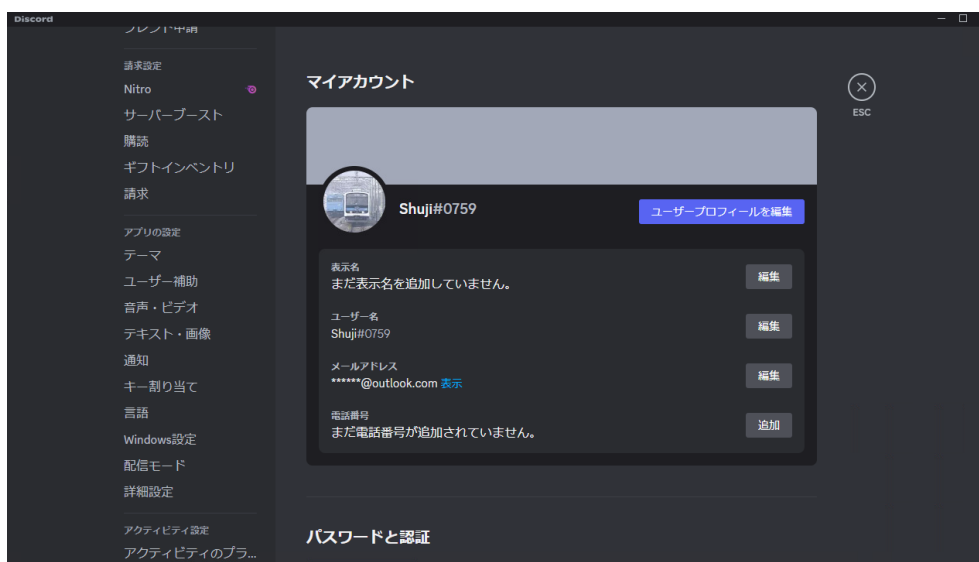 Discord
フレンド申請
請求設定
Nitro
サーバーブースト
購読
ギフトインベントリ
請求
アプリの設定
テーマ
ユーザー補助
音声・ビデオ
テキスト・画像
通知
キー割り当て
言語
Windows設定
配信モード
詳細設定
アクティビティ設定
アクティビティのプラ...
マイアカウント
ESC
Shuji#0759
ユーザープロフィールを編集
表示名
まだ表示名を追加していません。
編集
ユーザー名
Shuji#0759
編集
メールアドレス
******@outlook.com 表示
編集
電話番号
まだ電話番号が追加されていません。
追加
パスワードと認証